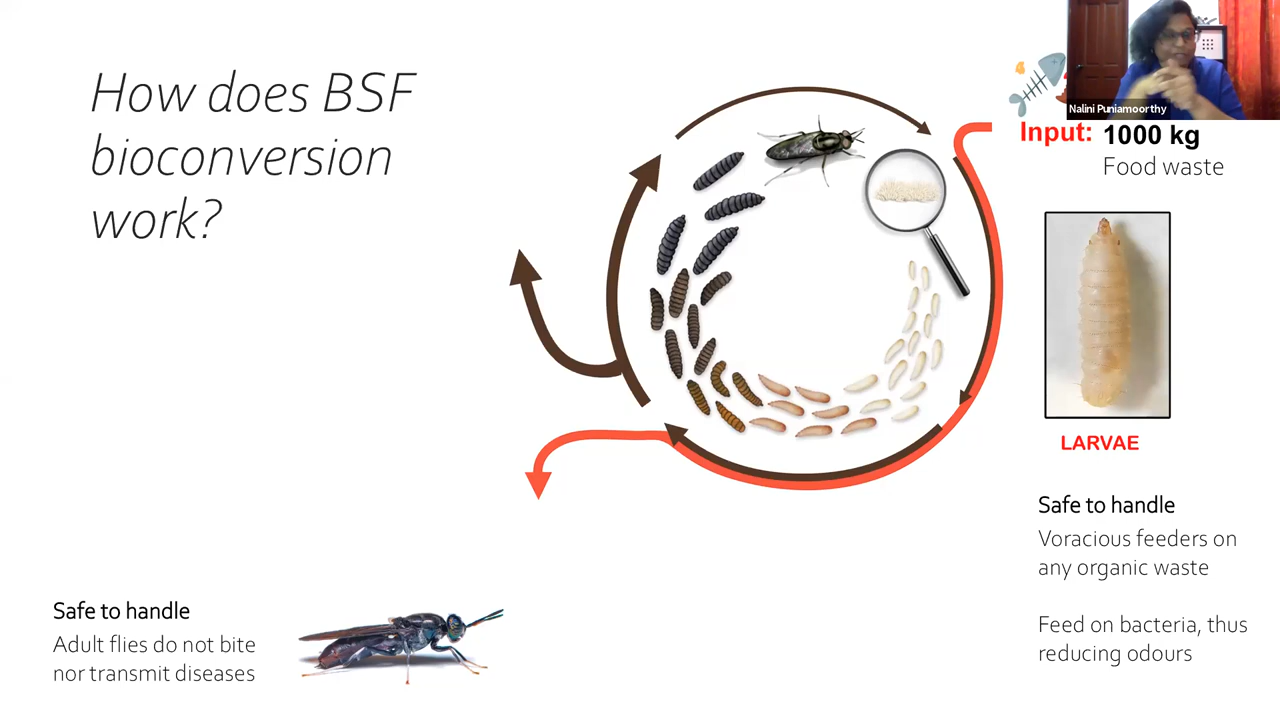 How does BSF
bioconversion
work?
Nalini Puniamoorthy
Input: 1000 kg
Food waste
LARVAE
Safe to handle
Voracious feeders on
any organic waste
Feed on bacteria, thus
reducing odours
Safe to handle
Adult flies do not bite
nor transmit diseases